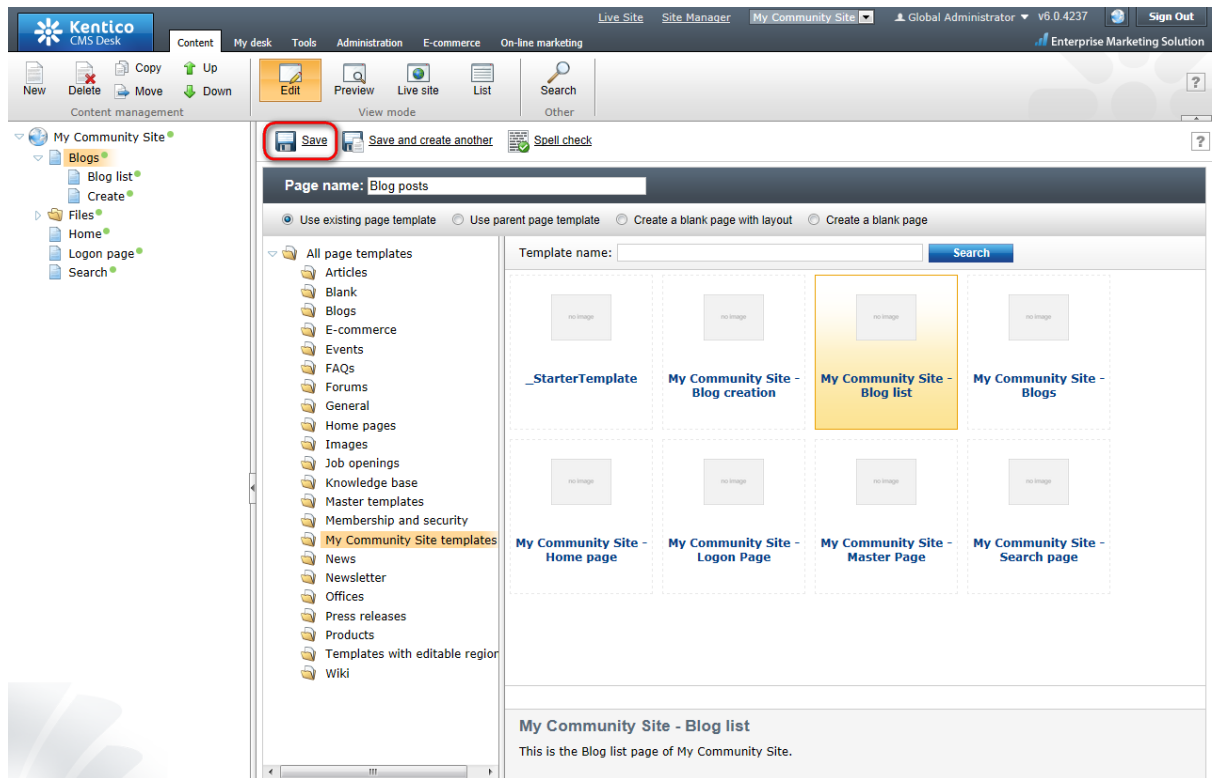 Live Site Site Manager My Community Site Global Administrator v6.0.4237 Sign Out
Kentico
CMS Desk
Content My desk Tools Administration E-commerce On-line marketing
Enterprise Marketing Solution
New Delete Copy Move Up Down
Content management
Edit Preview Live site List
View mode
Search
Other
?
My Community Site
Blogs
Blog list
Create
Files
Home
Logon page
Search
Save Save and create another Spell check
?
Page name: Blog posts
Use existing page template Use parent page template Create a blank page with layout Create a blank page
All page templates
Articles
Blank
Blogs
E-commerce
Events
FAQs
Forums
General
Home pages
Images
Job openings
Knowledge base
Master templates
Membership and security
My Community Site templates
News
Newsletter
Offices
Press releases
Products
Templates with editable region
Wiki
Template name: Search
no image no image no image no image
_StarterTemplate My Community Site - My Community Site - My Community Site -
Blog creation Blog list Blogs
no image no image no image no image
My Community Site - My Community Site - My Community Site - My Community Site -
Home page Logon Page Master Page Search page
My Community Site - Blog list
This is the Blog list page of My Community Site.